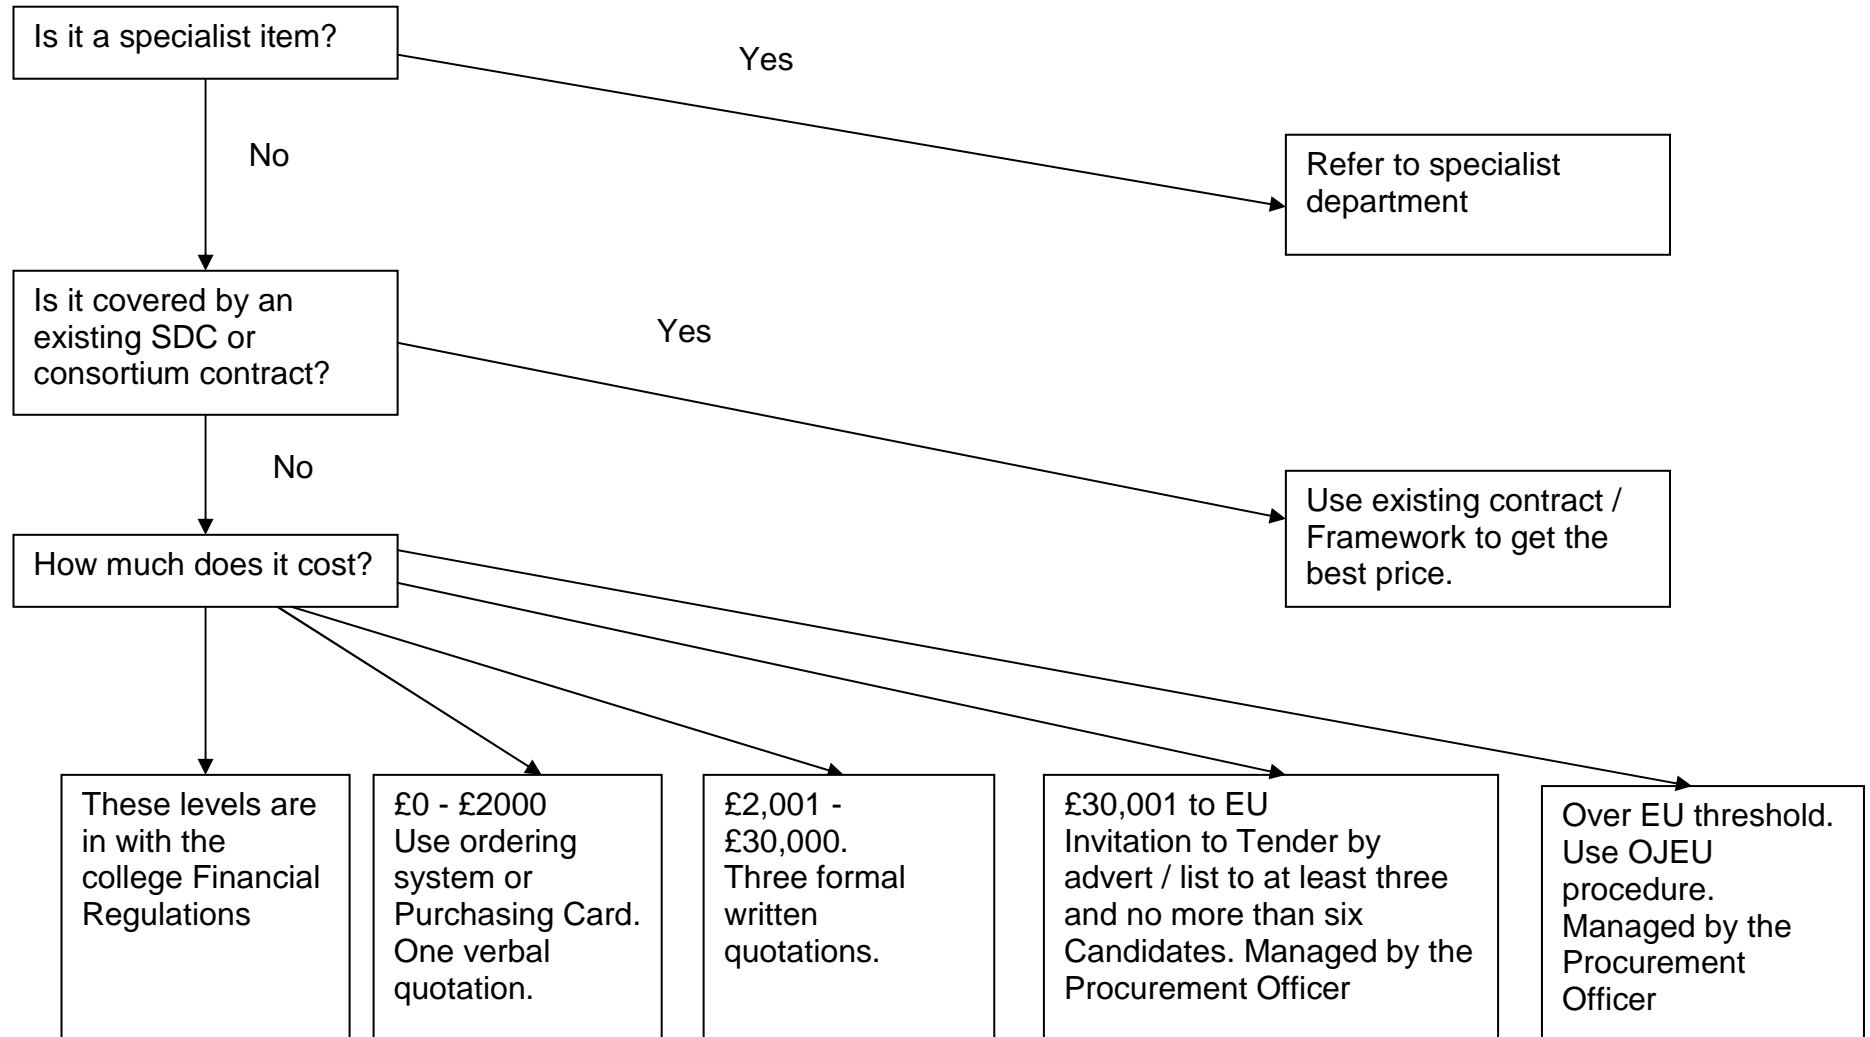 Is it a specialist item?
Yes
No
Refer to specialist
department
Is it covered by an
existing SDC or
consortium contract?
Yes
No
Use existing contract /
Framework to get the
best price.
How much does it cost?
These levels are
in with the
college Financial
Regulations
£0 - £2000
Use ordering
system or
Purchasing Card.
One verbal
quotation.
£2,001 -
£30,000.
Three formal
written
quotations.
£30,001 to EU
Invitation to Tender by
advert / list to at least three
and no more than six
Candidates. Managed by the
Procurement Officer
Over EU threshold.
Use OJEU
procedure.
Managed by the
Procurement
Officer